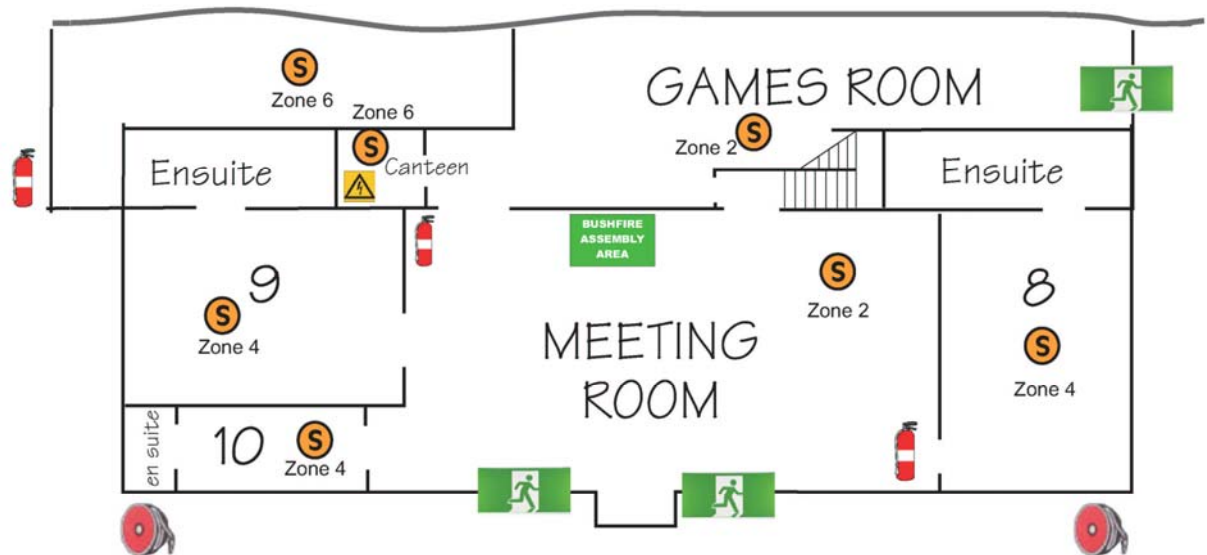 S
Zone 6
GAMES ROOM
Zone 6
S
Canteen
S
Zone 2
Ensuite
Ensuite
BUSHFIRE
ASSEMBLY
AREA
9
S
Zone 4
S
Zone 2
8
S
Zone 4
MEETING
ROOM
en suite
10
S
Zone 4